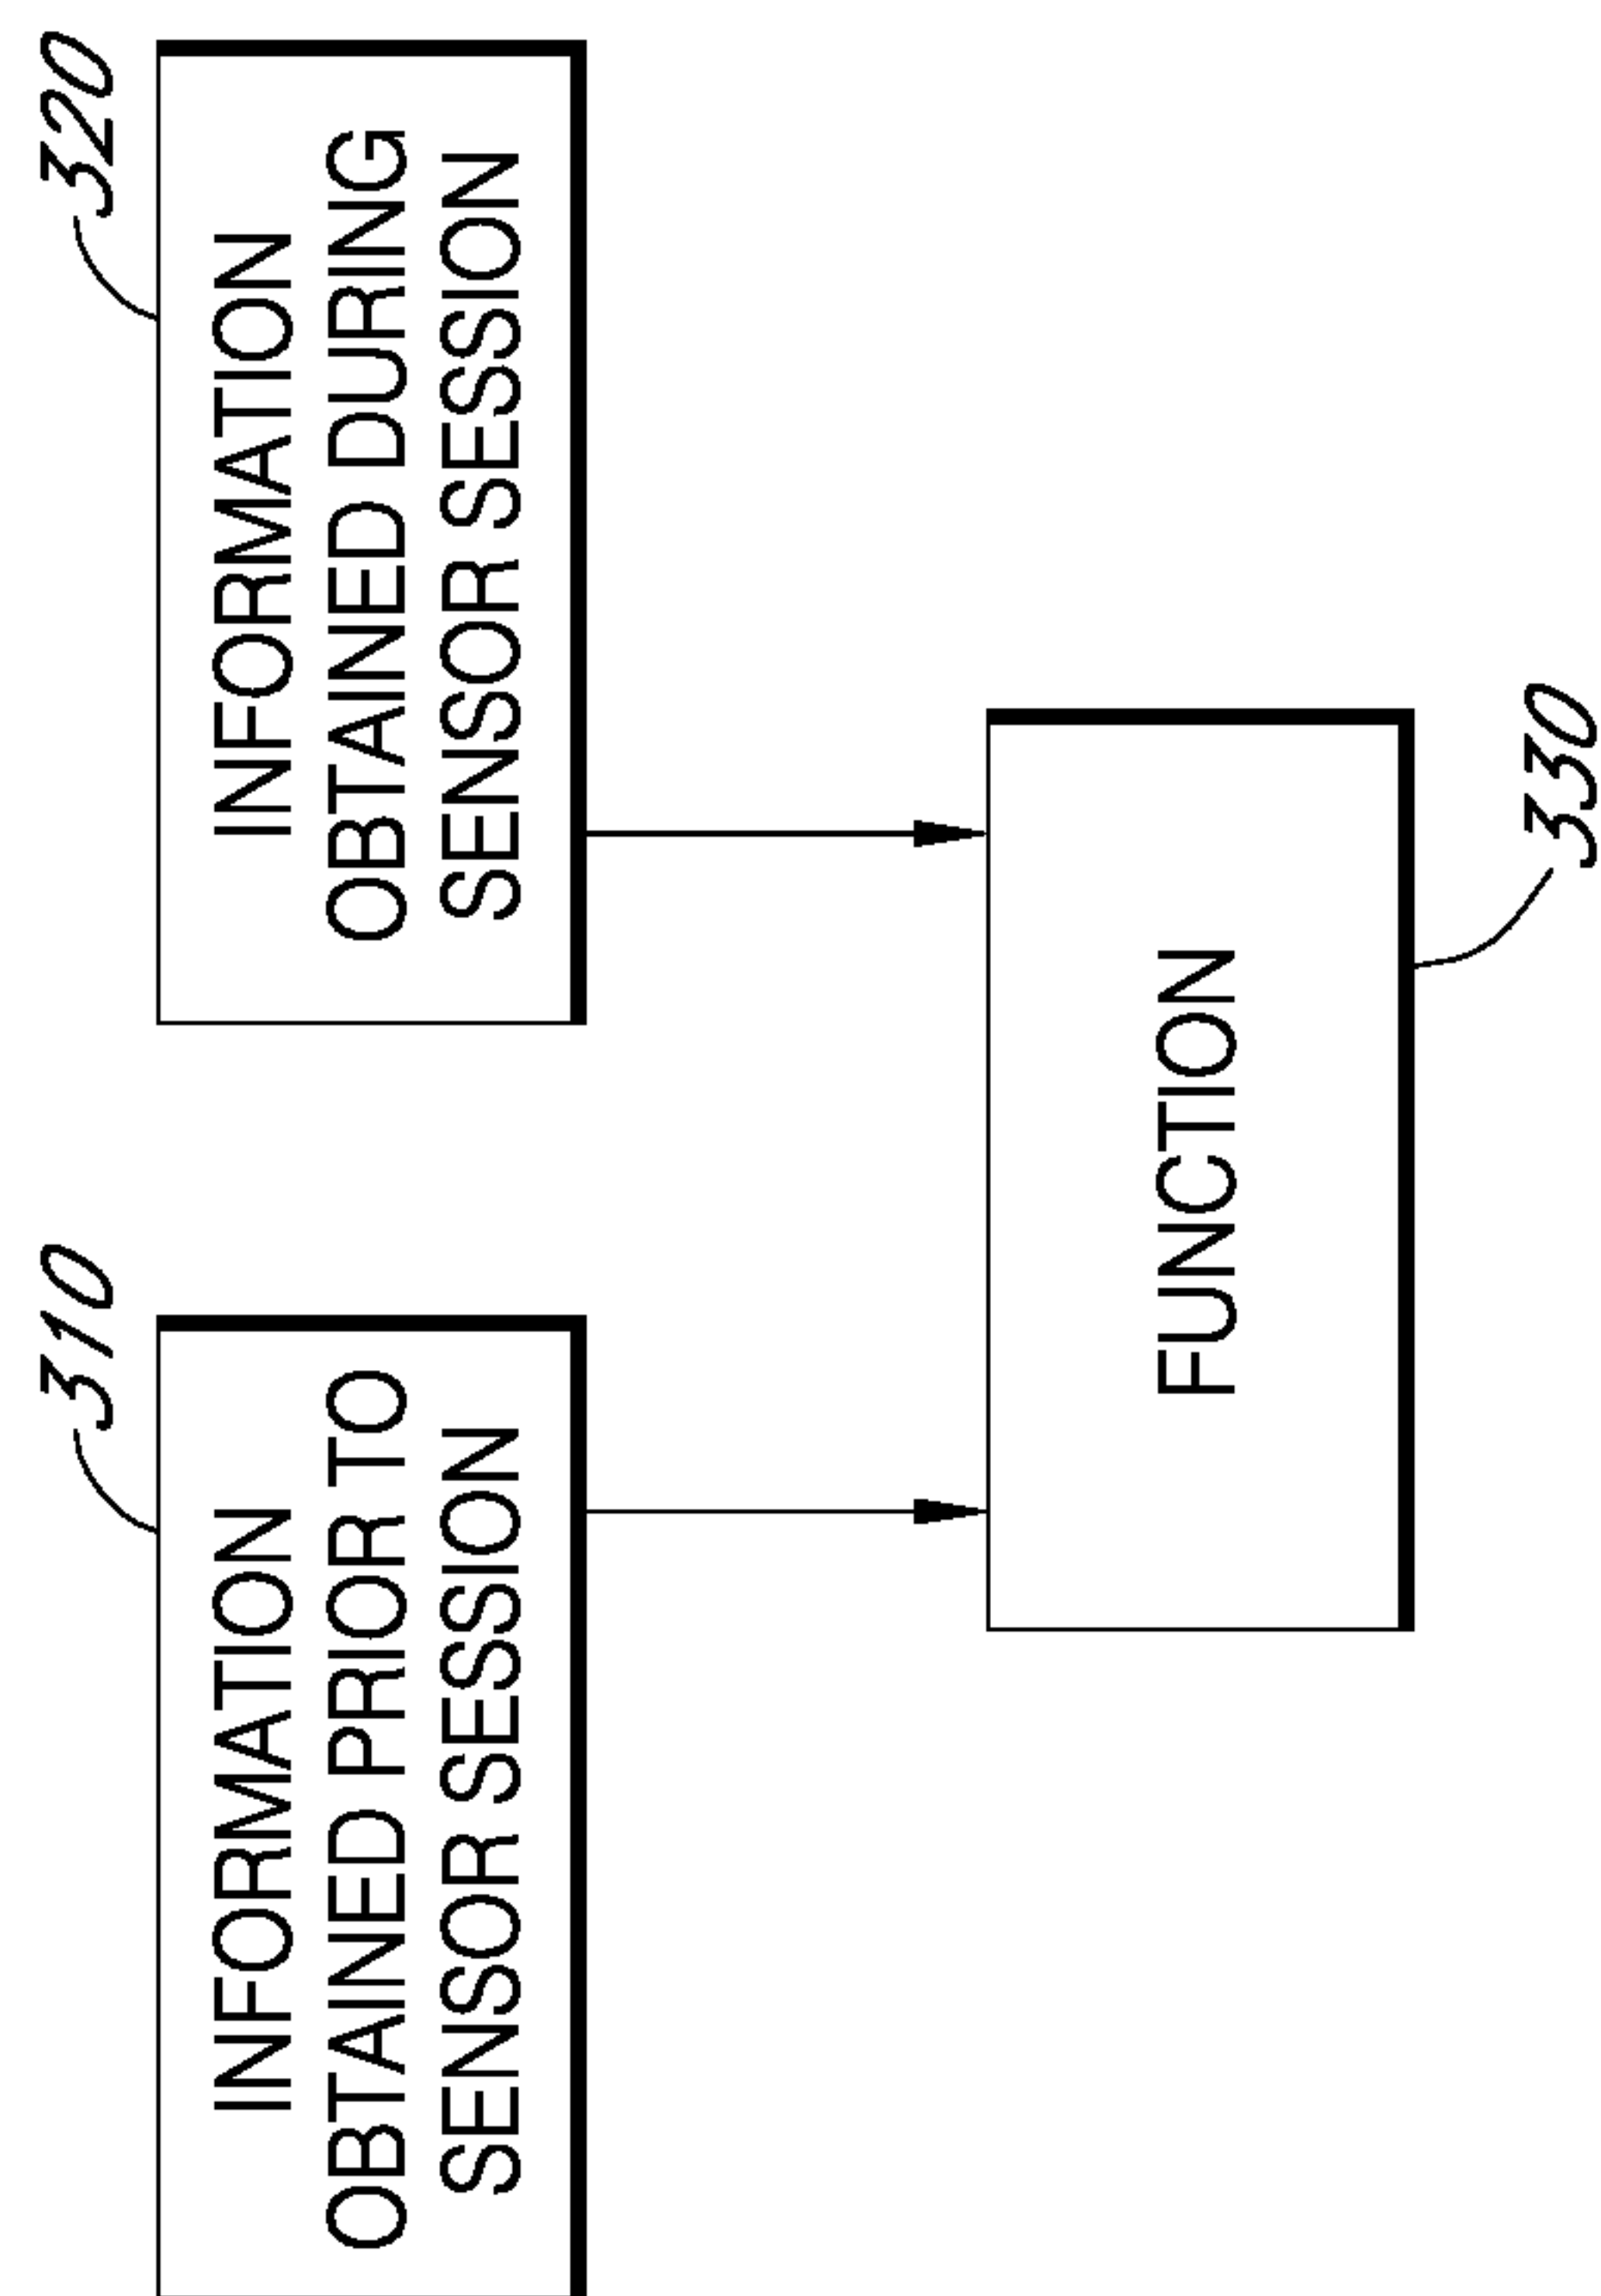 310
INFORMATION
OBTAINED PRIOR TO
SENSOR SESSION
320
INFORMATION
OBTAINED DURING
SENSOR SESSION
FUNCTION
330